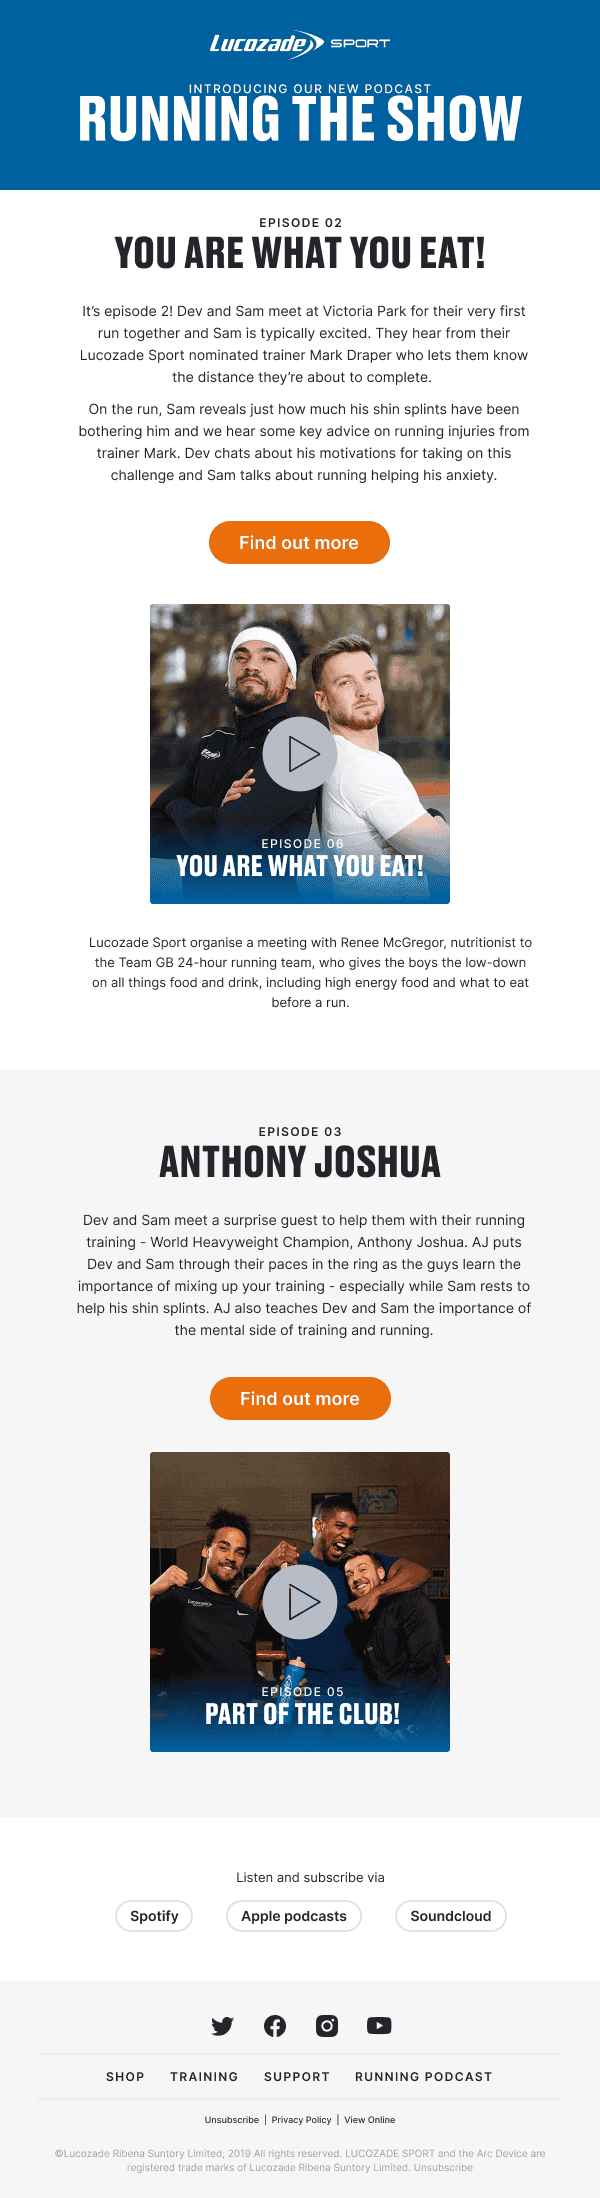 Lucozade SPORT
INTRODUCING OUR NEW PODCAST
RUNNING THE SHOW
EPISODE 02
YOU ARE WHAT YOU EAT!
It’s episode 2! Dev and Sam meet at Victoria Park for their very first
run together and Sam is typically excited. They hear from their
Lucozade Sport nominated trainer Mark Draper who lets them know
the distance they’re about to complete.
On the run, Sam reveals just how much his shin splints have been
bothering him and we hear some key advice on running injuries from
trainer Mark. Dev chats about his motivations for taking on this
challenge and Sam talks about running helping his anxiety.
Find out more
EPISODE 06
YOU ARE WHAT YOU EAT!
Lucozade Sport organise a meeting with Renee McGregor, nutritionist to
the Team GB 24-hour running team, who gives the boys the low-down
on all things food and drink, including high energy food and what to eat
before a run.
EPISODE 03
ANTHONY JOSHUA
Dev and Sam meet a surprise guest to help them with their running
training - World Heavyweight Champion, Anthony Joshua. AJ puts
Dev and Sam through their paces in the ring as the guys learn the
importance of mixing up your training - especially while Sam rests to
help his shin splints. AJ also teaches Dev and Sam the importance of
the mental side of training and running.
Find out more
Lucozade
EPISODE 05
PART OF THE CLUB!
Listen and subscribe via
Spotify Apple podcasts Soundcloud
SHOP TRAINING SUPPORT RUNNING PODCAST
Unsubscribe | Privacy Policy | View Online
©Lucozade Ribena Suntory Limited, 2019 All rights reserved. LUCOZADE SPORT and the Arc Device are
registered trade marks of Lucozade Ribena Suntory Limited. Unsubscribe